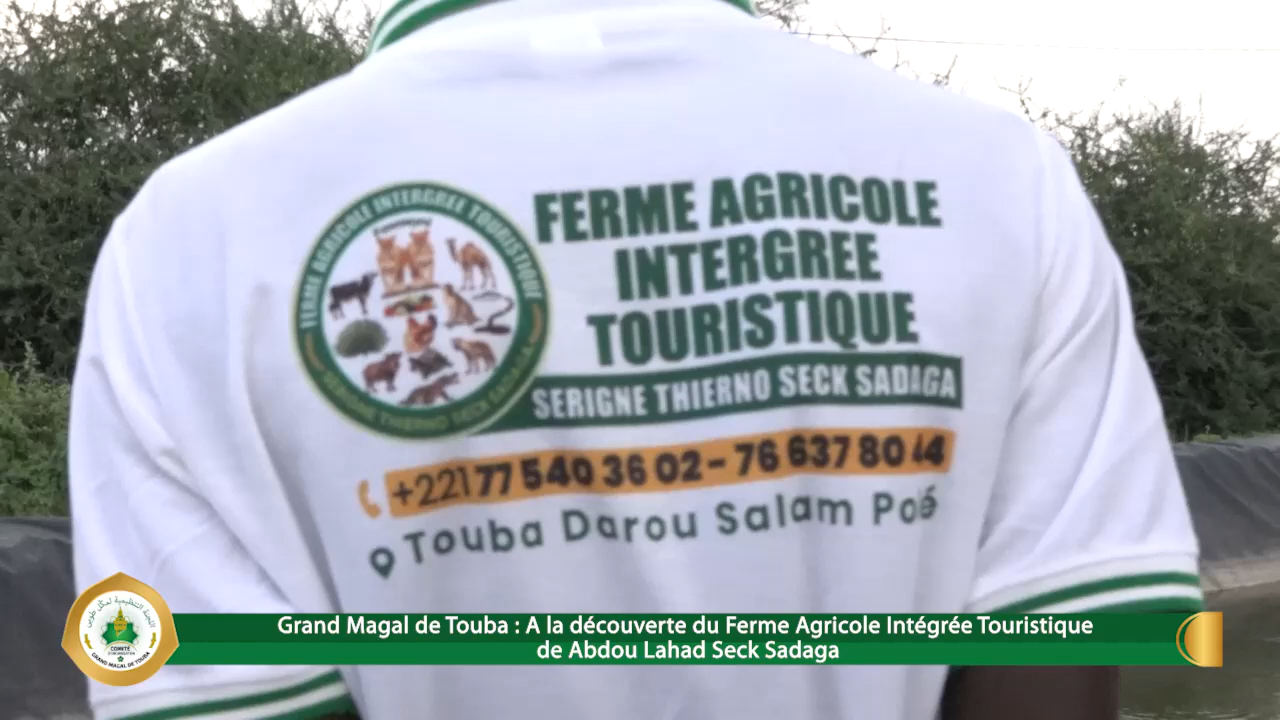 FERME AGRICOLE INTERGREE TOURISTIQUE
SERIGNE THIERNO SECK SADAGA
FERME AGRICOLE
INTERGREE
TOURISTIQUE
SERIGNE THIERNO SECK SADAGA
+221 77 540 36 02 - 76 637 80 44
Touba Darou Salam
Grand Magal de Touba : A la découverte du Ferme Agricole Intégrée Touristique
de Abdou Lahad Seck Sadaga
COMITÉ
D'ORGANISATION
GRAND MAGAL DE TOUBA